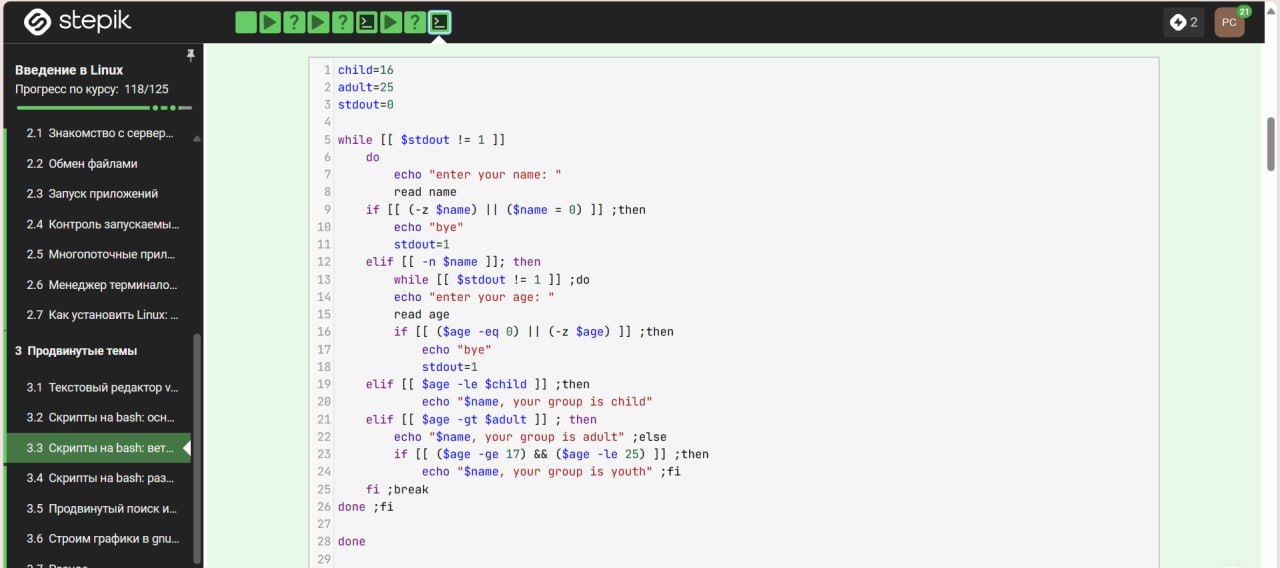 stepik
2
PC
21
Введение в Linux
Прогресс по курсу: 118/125
2.1 Знакомство с сервер...
2.2 Обмен файлами
2.3 Запуск приложений
2.4 Контроль запускаемы...
2.5 Многопоточные прил...
2.6 Менеджер терминало...
2.7 Как установить Linux: ...
3 Продвинутые темы
3.1 Текстовый редактор v...
3.2 Скрипты на bash: осн...
3.3 Скрипты на bash: вет...
3.4 Скрипты на bash: раз...
3.5 Продвинутый поиск и...
3.6 Строим графики в gnu...
1 child=16
2 adult=25
3 stdout=0
4
5 while [[ $stdout != 1 ]]
6 do
7 echo "enter your name: "
8 read name
9 if [[ (-z $name) || ($name = 0) ]] ;then
10 echo "bye"
11 stdout=1
12 elif [[ -n $name ]]; then
13 while [[ $stdout != 1 ]] ;do
14 echo "enter your age: "
15 read age
16 if [[ ($age -eq 0) || (-z $age) ]] ;then
17 echo "bye"
18 stdout=1
19 elif [[ $age -le $child ]] ;then
20 echo "$name, your group is child"
21 elif [[ $age -gt $adult ]] ; then
22 echo "$name, your group is adult" ;else
23 if [[ ($age -ge 17) && ($age -le 25) ]] ;then
24 echo "$name, your group is youth" ;fi
25 fi ;break
26 done ;fi
27
28 done
29